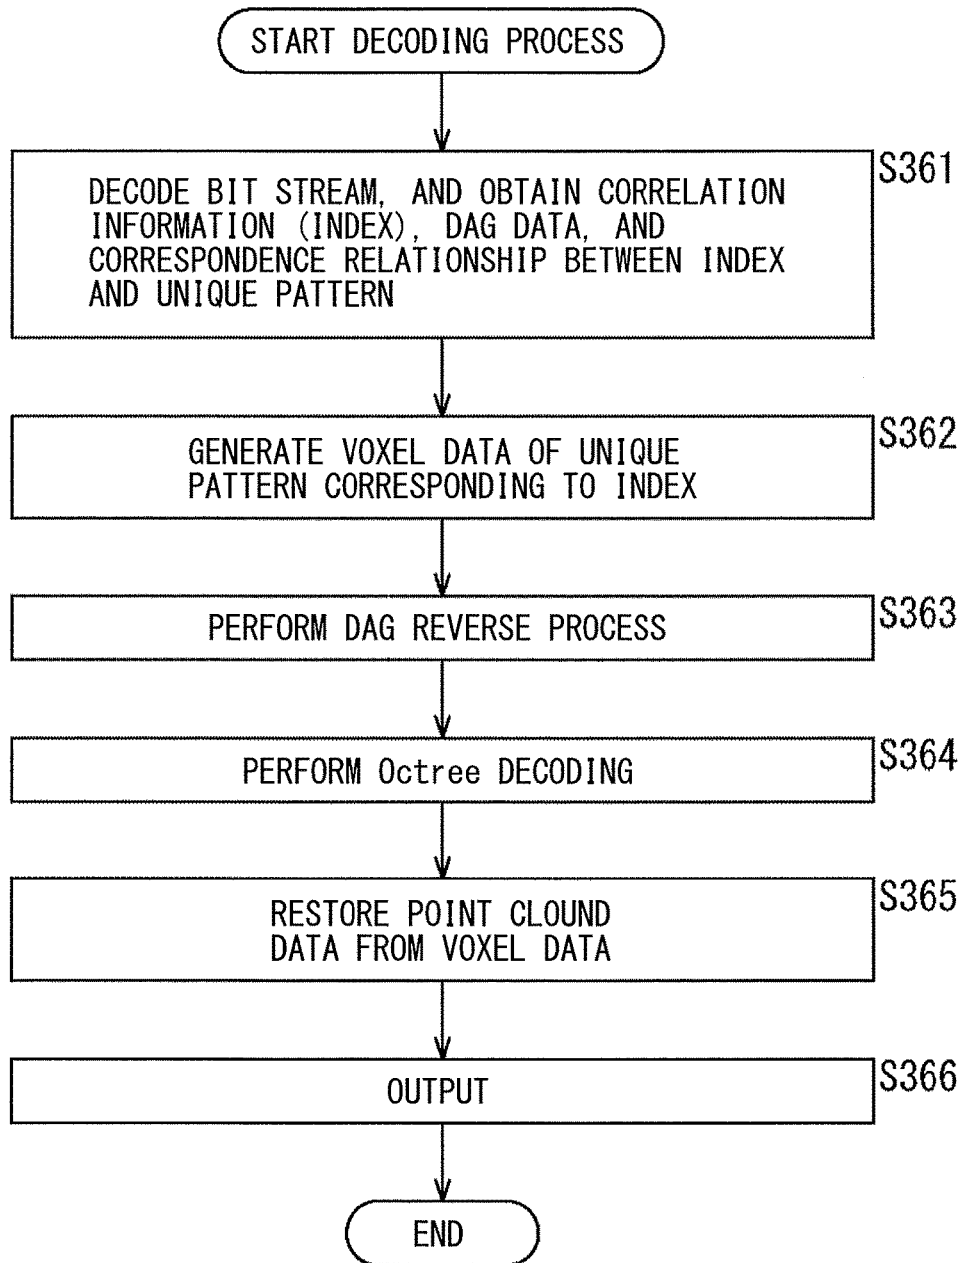 START DECODING PROCESS
S361
DECODE BIT STREAM, AND OBTAIN CORRELATION
INFORMATION (INDEX), DAG DATA, AND
CORRESPONDENCE RELATIONSHIP BETWEEN INDEX
AND UNIQUE PATTERN
S362
GENERATE VOXEL DATA OF UNIQUE
PATTERN CORRESPONDING TO INDEX
S363
PERFORM DAG REVERSE PROCESS
S364
PERFORM Octree DECODING
S365
RESTORE POINT CLOUND
DATA FROM VOXEL DATA
S366
OUTPUT
END